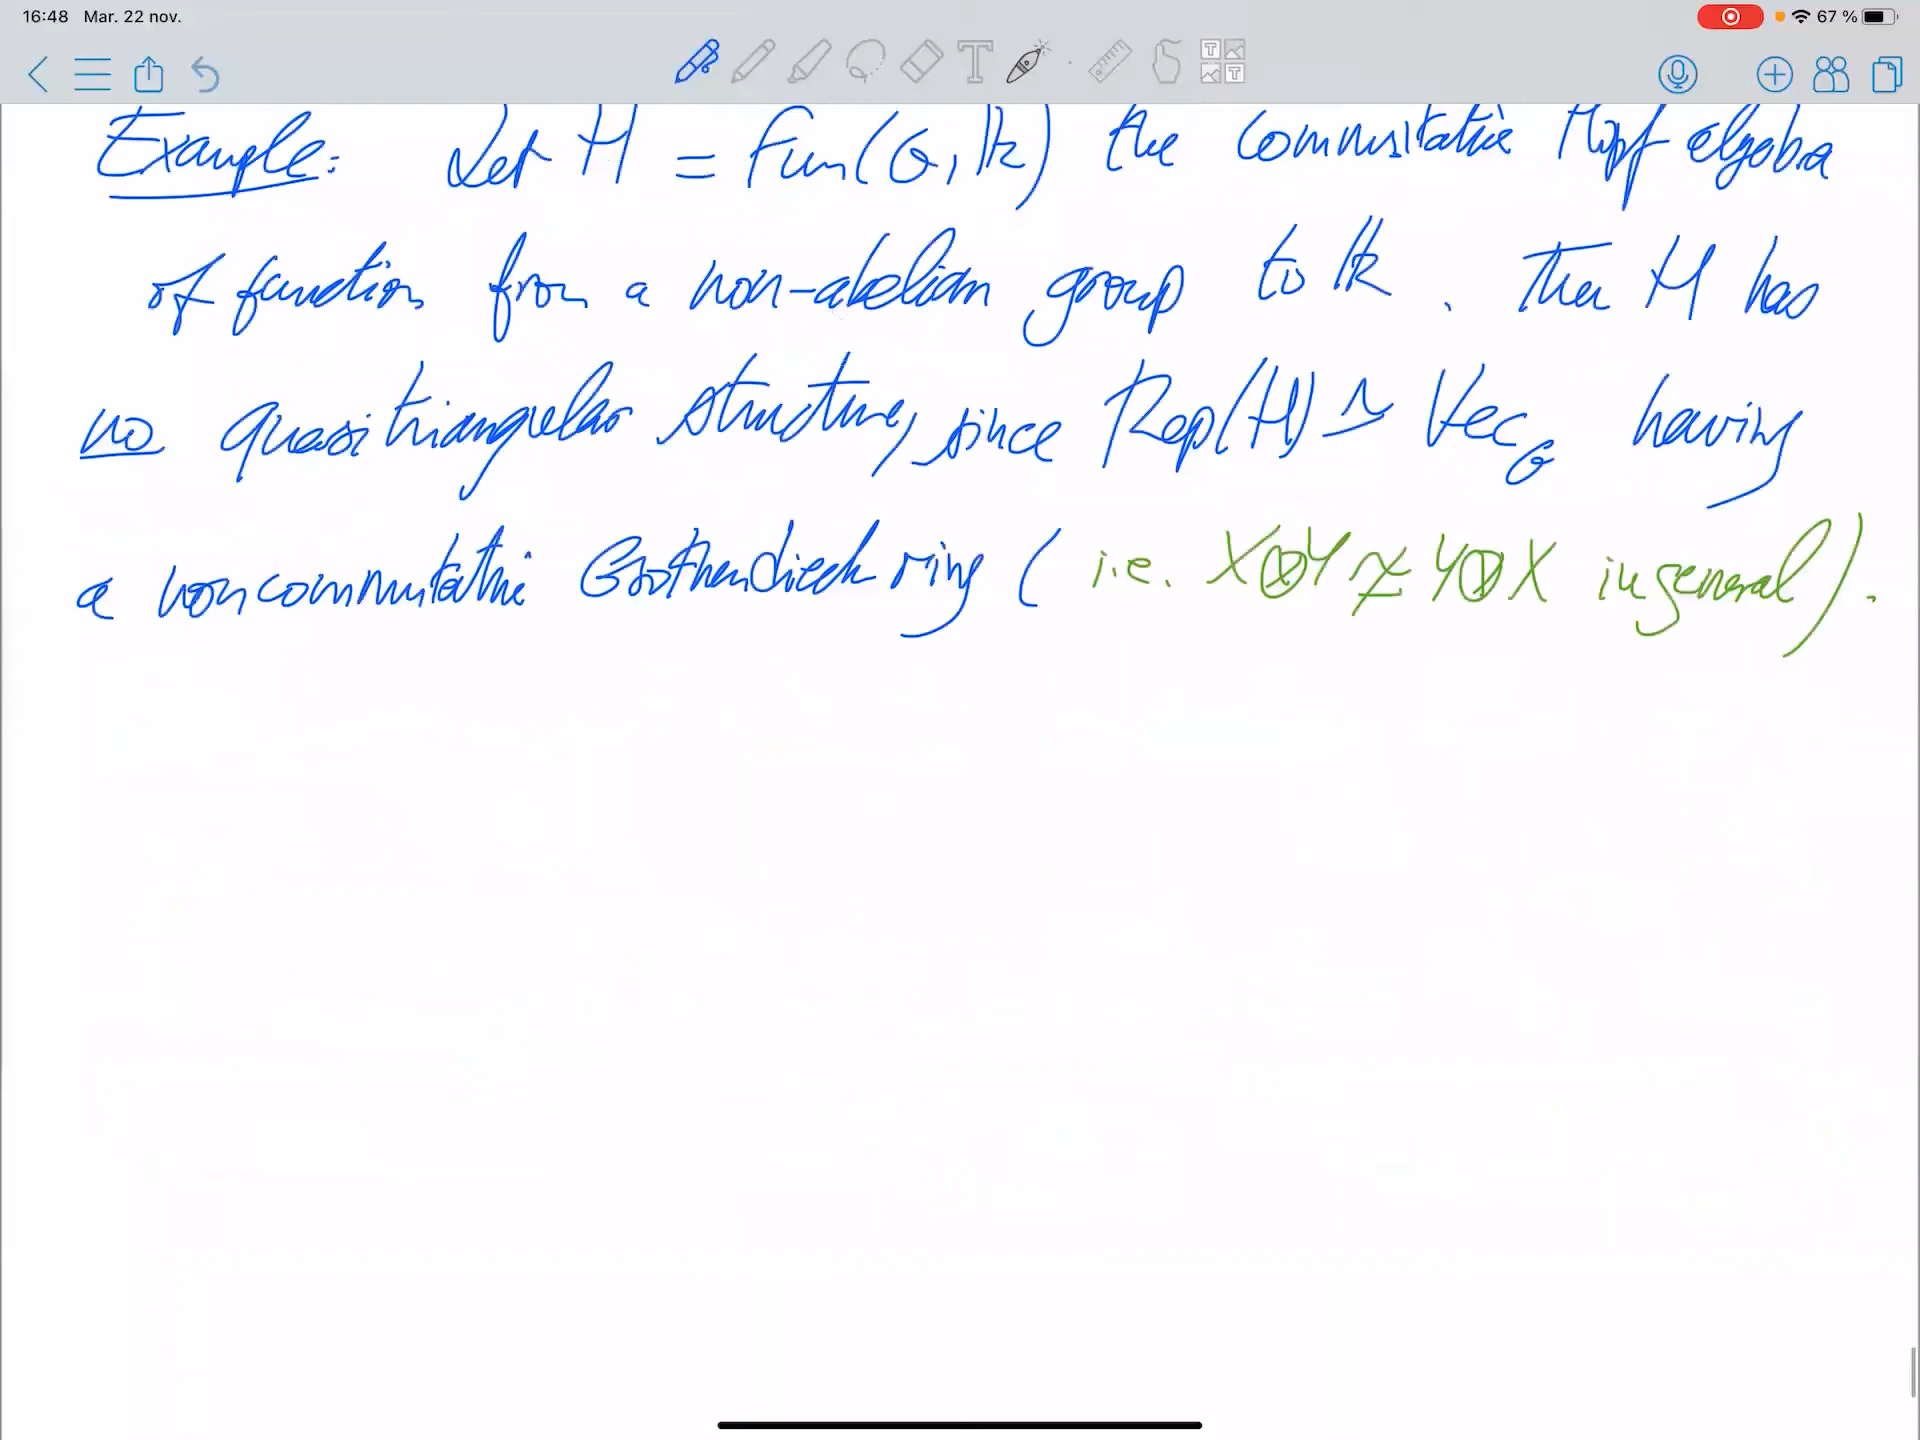 16:48 Mar. 22 nov. 67 %
Example: Let H = Fun(G, k) the commutative Hopf algebra
of function from a non-abelian group to k. Then H has
no quasitriangular structure, since Rep(H) ≃ Vec_G having
a noncommutative Grothendieck ring (i.e. X⊗Y ≄ Y⊗X in general).